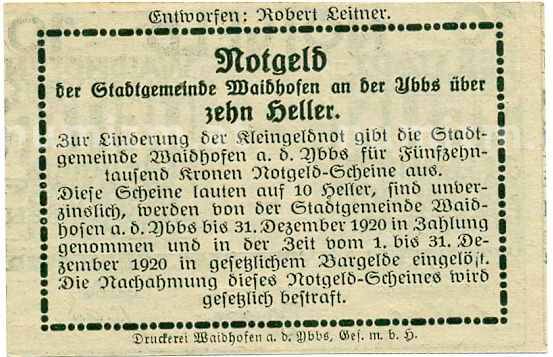 Entworfen: Robert Leitner.
Notgeld
der Stadtgemeinde Waidhofen an der Ybbs über
zehn Heller.
Zur Linderung der Kleingeldnot gibt die Stadt-
gemeinde Waidhofen a. d. Ybbs für Fünfzehn-
tausend Kronen Notgeld-Scheine aus.
Diese Scheine lauten auf 10 Heller, sind unver-
zinslich, werden von der Stadtgemeinde Waid-
hofen a. d. Ybbs bis 31. Dezember 1920 in Zahlung
genommen und in der Zeit vom 1. bis 31. De-
zember 1920 in gesetzlichem Bargelde eingelöst.
Die Nachahmung dieses Notgeld-Scheines wird
gesetzlich bestraft.
Druckerei Waidhofen a. d. Ybbs, Ges. m. b. H.